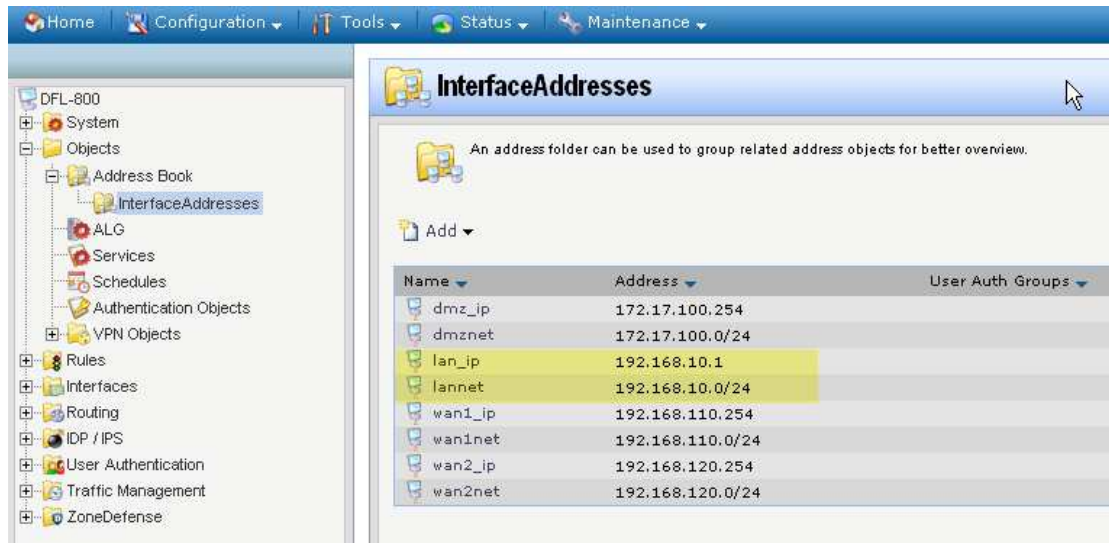 Home Configuration Tools Status Maintenance
DFL-800
System
Objects
Address Book
InterfaceAddresses
ALG
Services
Schedules
Authentication Objects
VPN Objects
Rules
Interfaces
Routing
IDP / IPS
User Authentication
Traffic Management
ZoneDefense
InterfaceAddresses
An address folder can be used to group related address objects for better overview.
Add
Name Address User Auth Groups
dmz_ip 172.17.100.254
dmznet 172.17.100.0/24
lan_ip 192.168.10.1
lannet 192.168.10.0/24
wan1_ip 192.168.110.254
wan1net 192.168.110.0/24
wan2_ip 192.168.120.254
wan2net 192.168.120.0/24